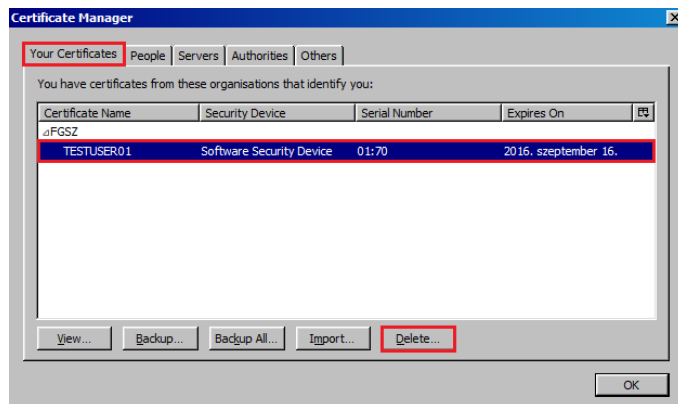 Certificate Manager
Your Certificates People Servers Authorities Others
You have certificates from these organisations that identify you:
Certificate Name Security Device Serial Number Expires On
FGSZ
TESTUSER01 Software Security Device 01:70 2016. szeptember 16.
View... Backup... Backup All... Import... Delete...
OK